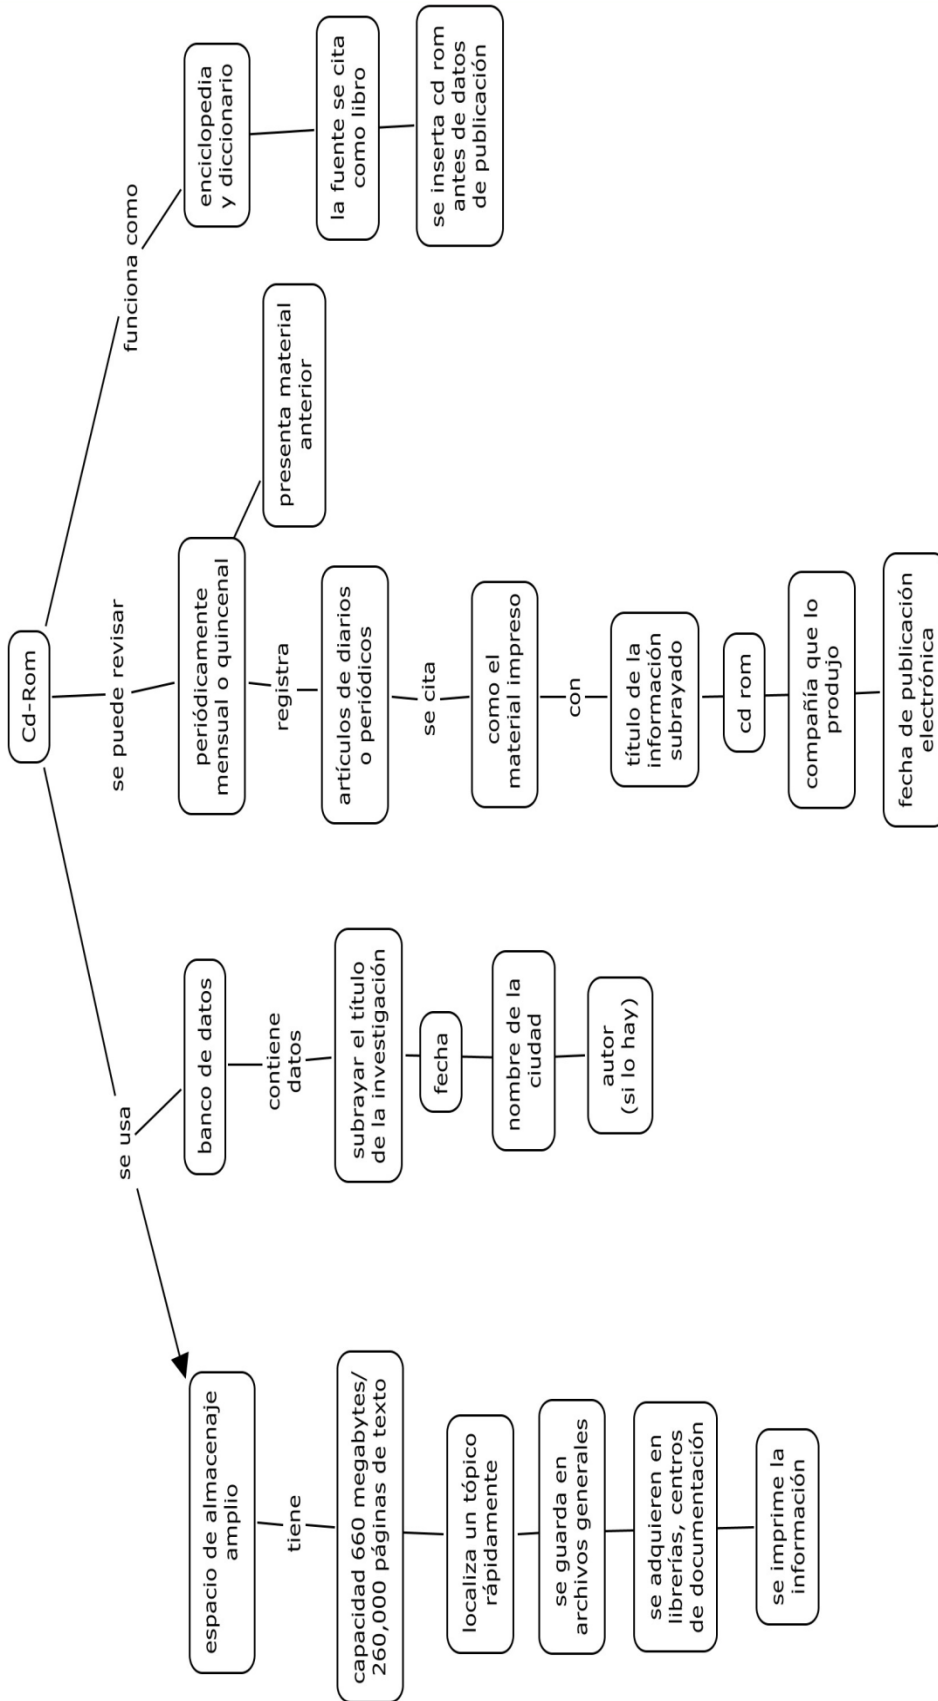 Cd-Rom
se usa
espacio de almacenaje
amplio
tiene
capacidad 660 megabytes/
260,000 páginas de texto
localiza un tópico
rápidamente
se guarda en
archivos generales
se adquieren en
librerías, centros
de documentación
se imprime la
información
banco de datos
contiene
datos
subrayar el título
de la investigación
fecha
nombre de la
ciudad
autor
(si lo hay)
se puede revisar
periódicamente
mensual o quincenal
registra
artículos de diarios
o periódicos
se cita
como el
material impreso
con
título de la
información
subrayado
cd rom
compañía que lo
produjo
fecha de publicación
electrónica
presenta material
anterior
funciona como
enciclopedia
y diccionario
la fuente se cita
como libro
se inserta cd rom
antes de datos
de publicación